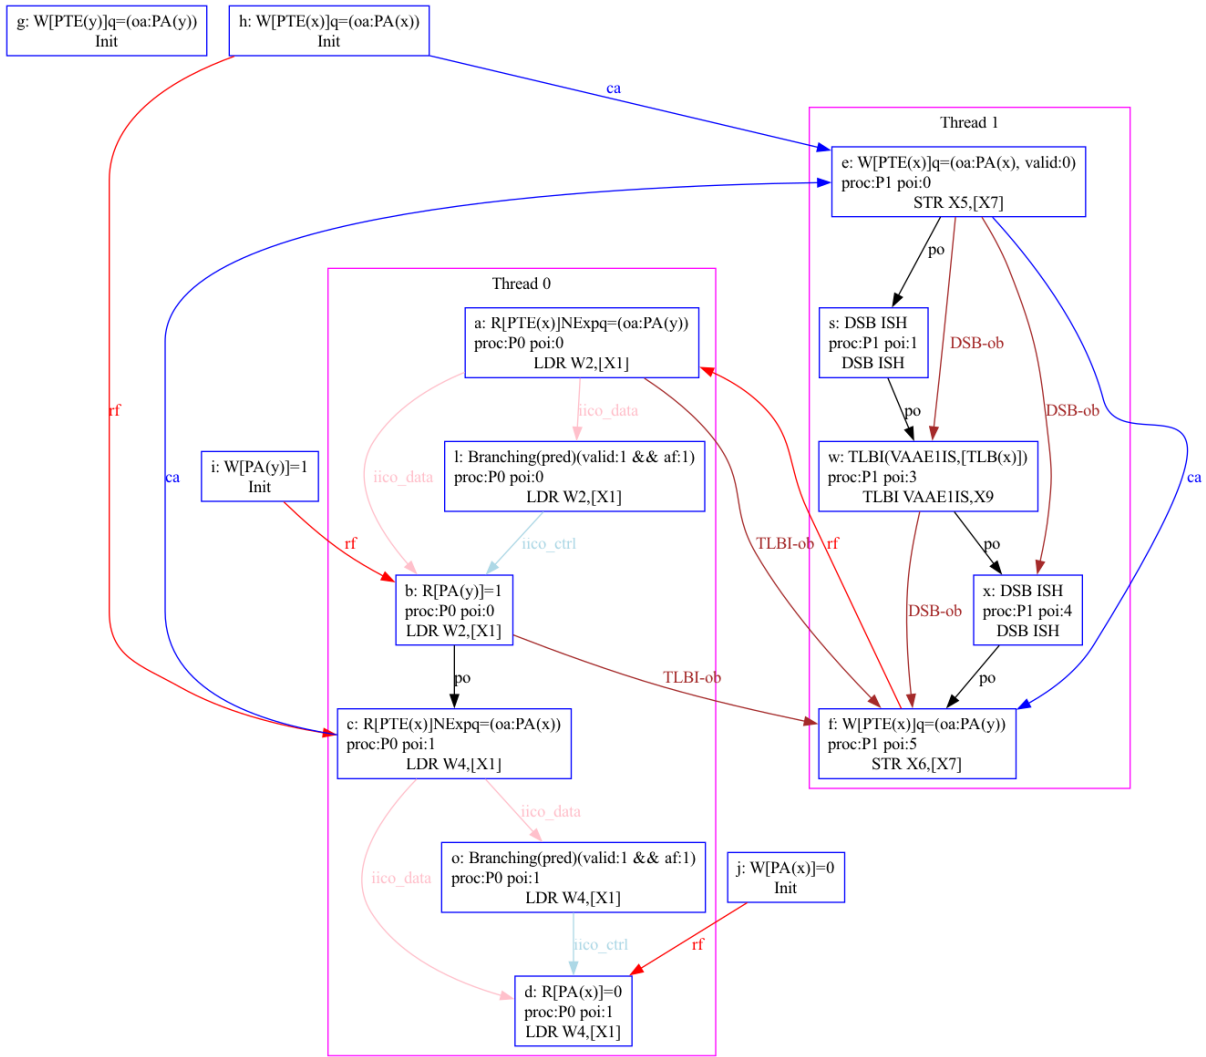 g: W[PTE(y)]q=(oa:PA(y))
Init
h: W[PTE(x)]q=(oa:PA(x))
Init
ca
Thread 1
e: W[PTE(x)]q=(oa:PA(x), valid:0)
proc:P1 poi:0
STR X5,[X7]
po
Thread 0
a: R[PTE(x)]NExpq=(oa:PA(y))
proc:P0 poi:0
LDR W2,[X1]
s: DSB ISH
proc:P1 poi:1
DSB ISH
DSB-ob
DSB-ob
rf
iico_data
po
i: W[PA(y)]=1
Init
ca
iico_data
l: Branching(pred)(valid:1 && af:1)
proc:P0 poi:0
LDR W2,[X1]
w: TLBI(VAAE1IS,[TLB(x)])
proc:P1 poi:3
TLBI VAAE1IS,X9
ca
rf
iico_ctrl
TLBI-ob
rf
po
b: R[PA(y)]=1
proc:P0 poi:0
LDR W2,[X1]
DSB-ob
x: DSB ISH
proc:P1 poi:4
DSB ISH
po
TLBI-ob
po
c: R[PTE(x)]NExpq=(oa:PA(x))
proc:P0 poi:1
LDR W4,[X1]
f: W[PTE(x)]q=(oa:PA(y))
proc:P1 poi:5
STR X6,[X7]
iico_data
iico_data
o: Branching(pred)(valid:1 && af:1)
proc:P0 poi:1
LDR W4,[X1]
j: W[PA(x)]=0
Init
iico_ctrl
rf
d: R[PA(x)]=0
proc:P0 poi:1
LDR W4,[X1]